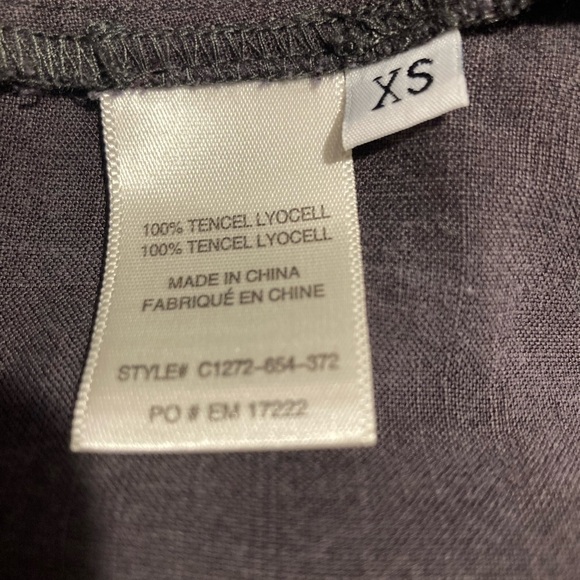 XS
100% TENCEL LYOCELL
100% TENCEL LYOCELL
MADE IN CHINA
FABRIQUÉ EN CHINE
STYLE# C1272-654-372
PO # EM 17222